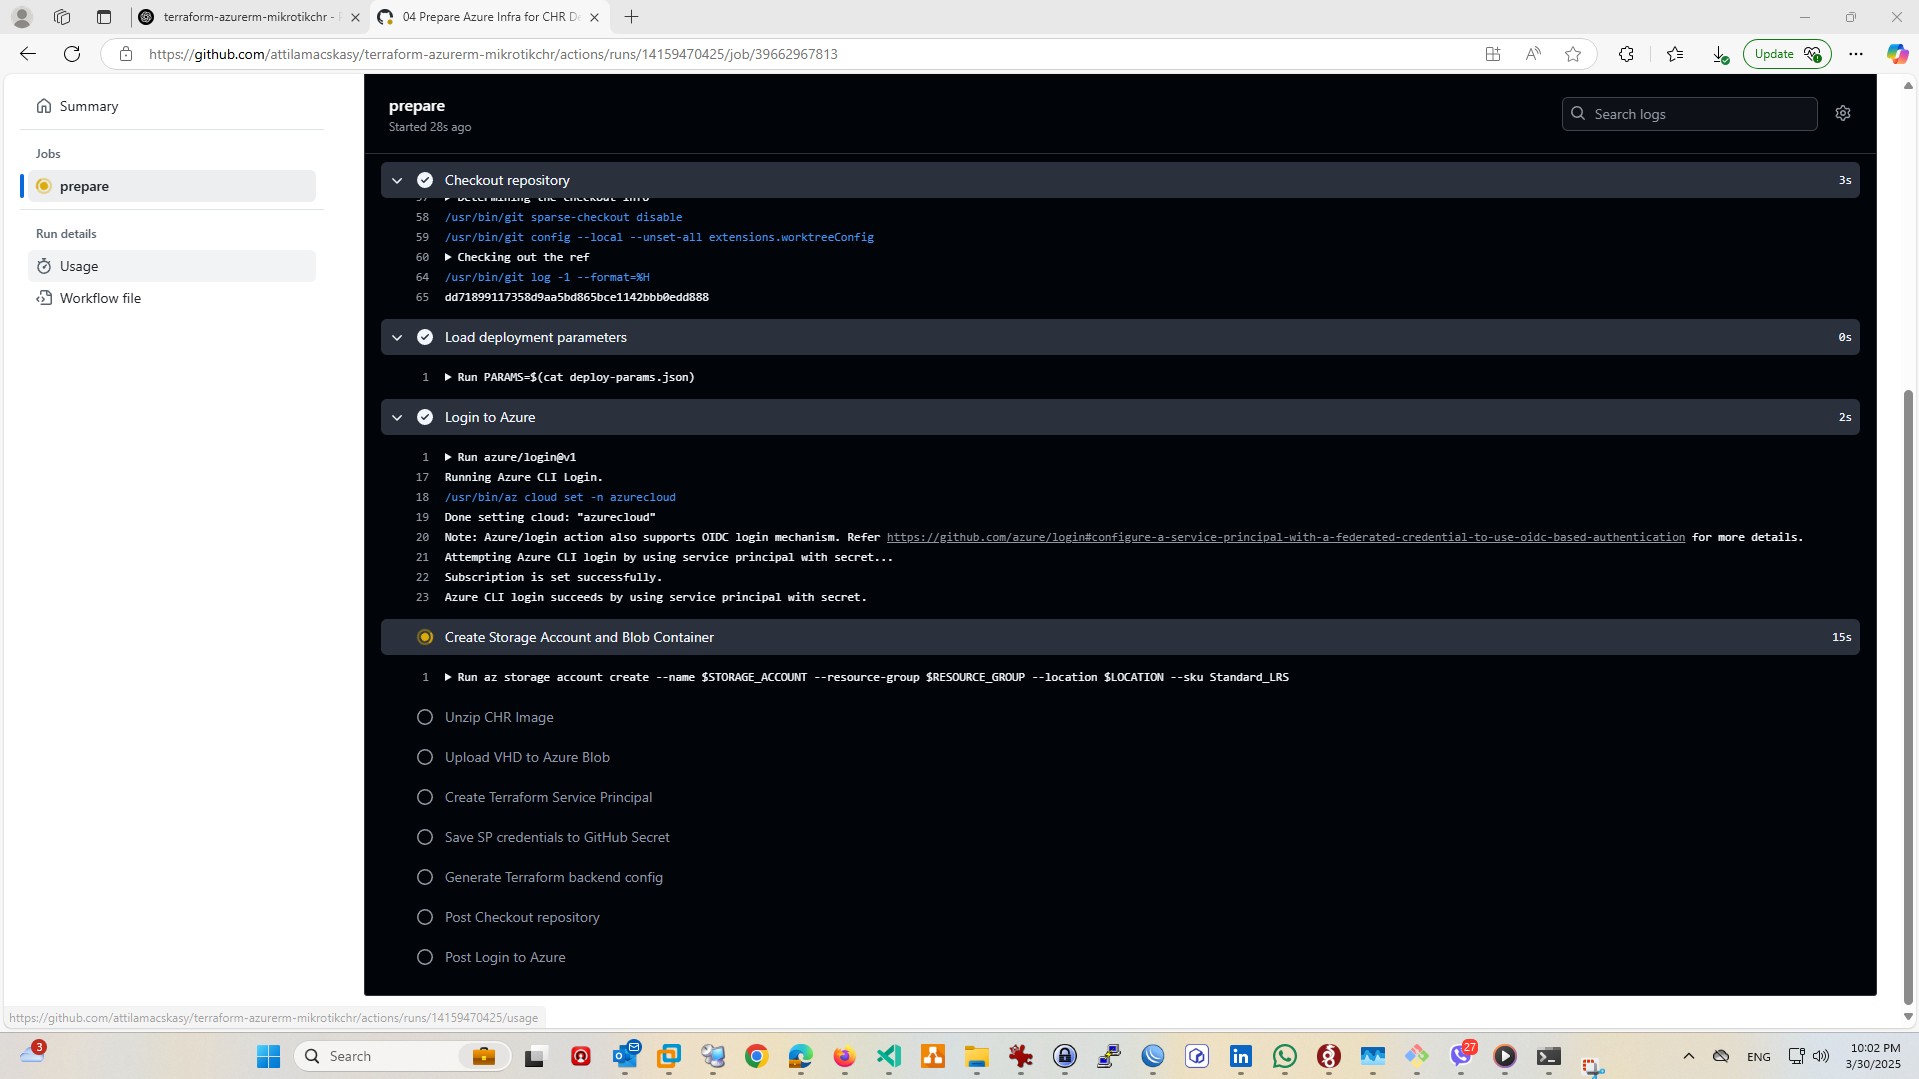 terraform-azurerm-mikrotikchr -
04 Prepare Azure Infra for CHR De
https://github.com/attilamacskasy/terraform-azurerm-mikrotikchr/actions/runs/14159470425/job/39662967813
Update
Summary
Jobs
prepare
Run details
Usage
Workflow file
prepare
Started 28s ago
Search logs
Checkout repository
3s
57 Determining the checkout info
58 /usr/bin/git sparse-checkout disable
59 /usr/bin/git config --local --unset-all extensions.worktreeConfig
60 Checking out the ref
64 /usr/bin/git log -1 --format=%H
65 dd71899117358d9aa5bd865bce1142bbb0edd888
Load deployment parameters
0s
1 Run PARAMS=$(cat deploy-params.json)
Login to Azure
2s
1 Run azure/login@v1
17 Running Azure CLI Login.
18 /usr/bin/az cloud set -n azurecloud
19 Done setting cloud: "azurecloud"
20 Note: Azure/login action also supports OIDC login mechanism. Refer https://github.com/azure/login#configure-a-service-principal-with-a-federated-credential-to-use-oidc-based-authentication for more details.
21 Attempting Azure CLI login by using service principal with secret...
22 Subscription is set successfully.
23 Azure CLI login succeeds by using service principal with secret.
Create Storage Account and Blob Container
15s
1 Run az storage account create --name $STORAGE_ACCOUNT --resource-group $RESOURCE_GROUP --location $LOCATION --sku Standard_LRS
Unzip CHR Image
Upload VHD to Azure Blob
Create Terraform Service Principal
Save SP credentials to GitHub Secret
Generate Terraform backend config
Post Checkout repository
Post Login to Azure
https://github.com/attilamacskasy/terraform-azurerm-mikrotikchr/actions/runs/14159470425/usage
3
Search
27
ENG
10:02 PM
3/30/2025